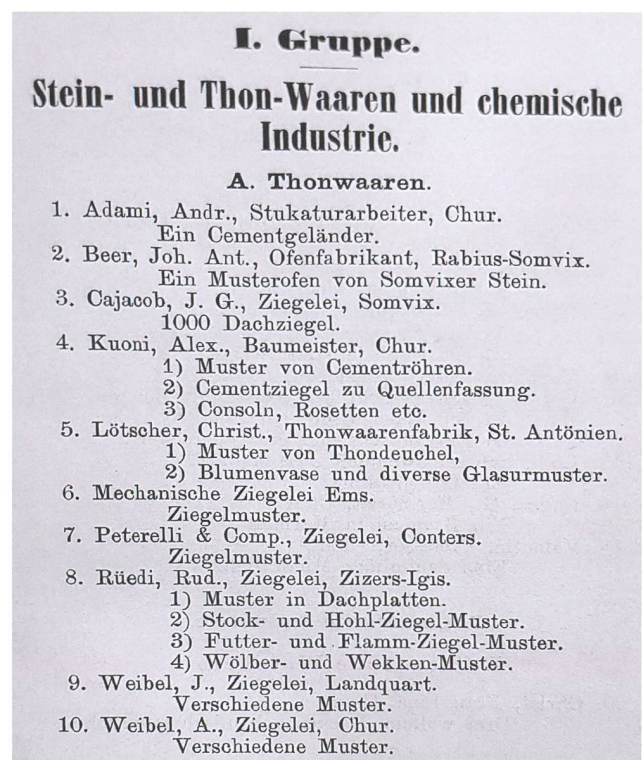 I. Gruppe.
Stein- und Thon-Waaren und chemische
Industrie.
A. Thonwaaren.
1. Adami, Andr., Stukaturarbeiter, Chur.
Ein Cementgeländer.
2. Beer, Joh. Ant., Ofenfabrikant, Rabius-Somvix.
Ein Musterofen von Somvixer Stein.
3. Cajacob, J. G., Ziegelei, Somvix.
1000 Dachziegel.
4. Kuoni, Alex., Baumeister, Chur.
1) Muster von Cementröhren.
2) Cementziegel zu Quellenfassung.
3) Consoln, Rosetten etc.
5. Lötscher, Christ., Thonwaarenfabrik, St. Antönien.
1) Muster von Thondeuchel,
2) Blumenvase und diverse Glasurmuster.
6. Mechanische Ziegelei Ems.
Ziegelmuster.
7. Peterelli & Comp., Ziegelei, Conters.
Ziegelmuster.
8. Rüedi, Rud., Ziegelei, Zizers-Igis.
1) Muster in Dachplatten.
2) Stock- und Hohl-Ziegel-Muster.
3) Futter- und Flamm-Ziegel-Muster.
4) Wölber- und Wekken-Muster.
9. Weibel, J., Ziegelei, Landquart.
Verschiedene Muster.
10. Weibel, A., Ziegelei, Chur.
Verschiedene Muster.